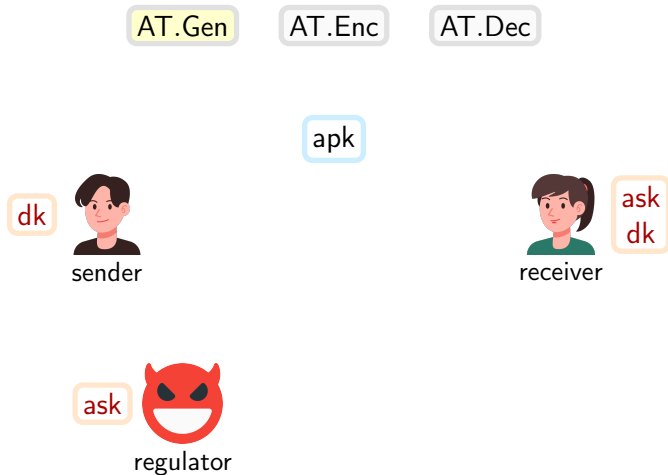 AT.Gen AT.Enc AT.Dec
apk
dk
sender
ask
dk
receiver
ask
regulator